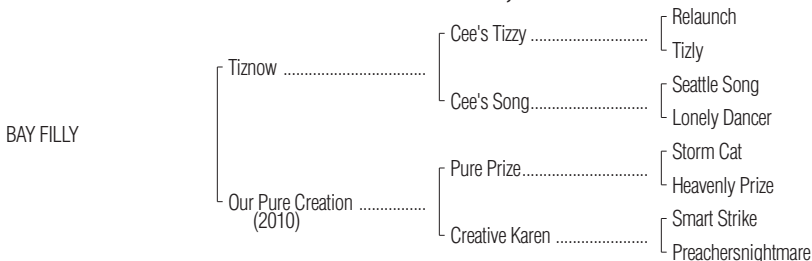 Relaunch
Cee's Tizzy ............................
Tizly
Tiznow ..................................
Seattle Song
Cee's Song............................
Lonely Dancer
BAY FILLY
Storm Cat
Pure Prize..............................
Heavenly Prize
Our Pure Creation ................
(2010)
Smart Strike
Creative Karen ......................
Preachersnightmare